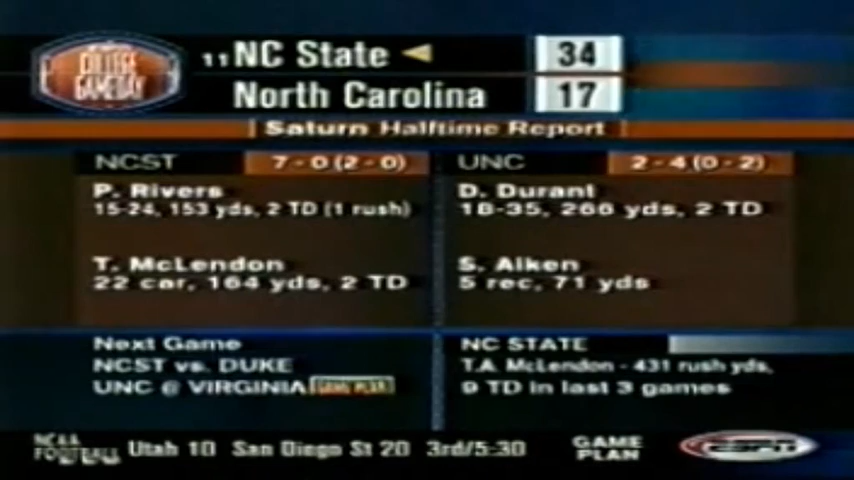 COLLEGE
GAMEDAY
11 NC State 34
North Carolina 17
Saturn Halftime Report
NCST 7-0 (2-0)
P. Rivers
15-24, 153 yds, 2 TD (1 rush)
T. McLendon
22 car, 164 yds, 2 TD
UNC 2-4 (0-2)
D. Durant
18-35, 266 yds, 2 TD
S. Aiken
5 rec, 71 yds
Next Game
NCST vs. DUKE
UNC @ VIRGINIA GAME PLAN
NC STATE
T.A. McLendon - 431 rush yds,
9 TD in last 3 games
NCAA FOOTBALL Utah 10 San Diego St 20 3rd/5:30 GAME PLAN ESPN